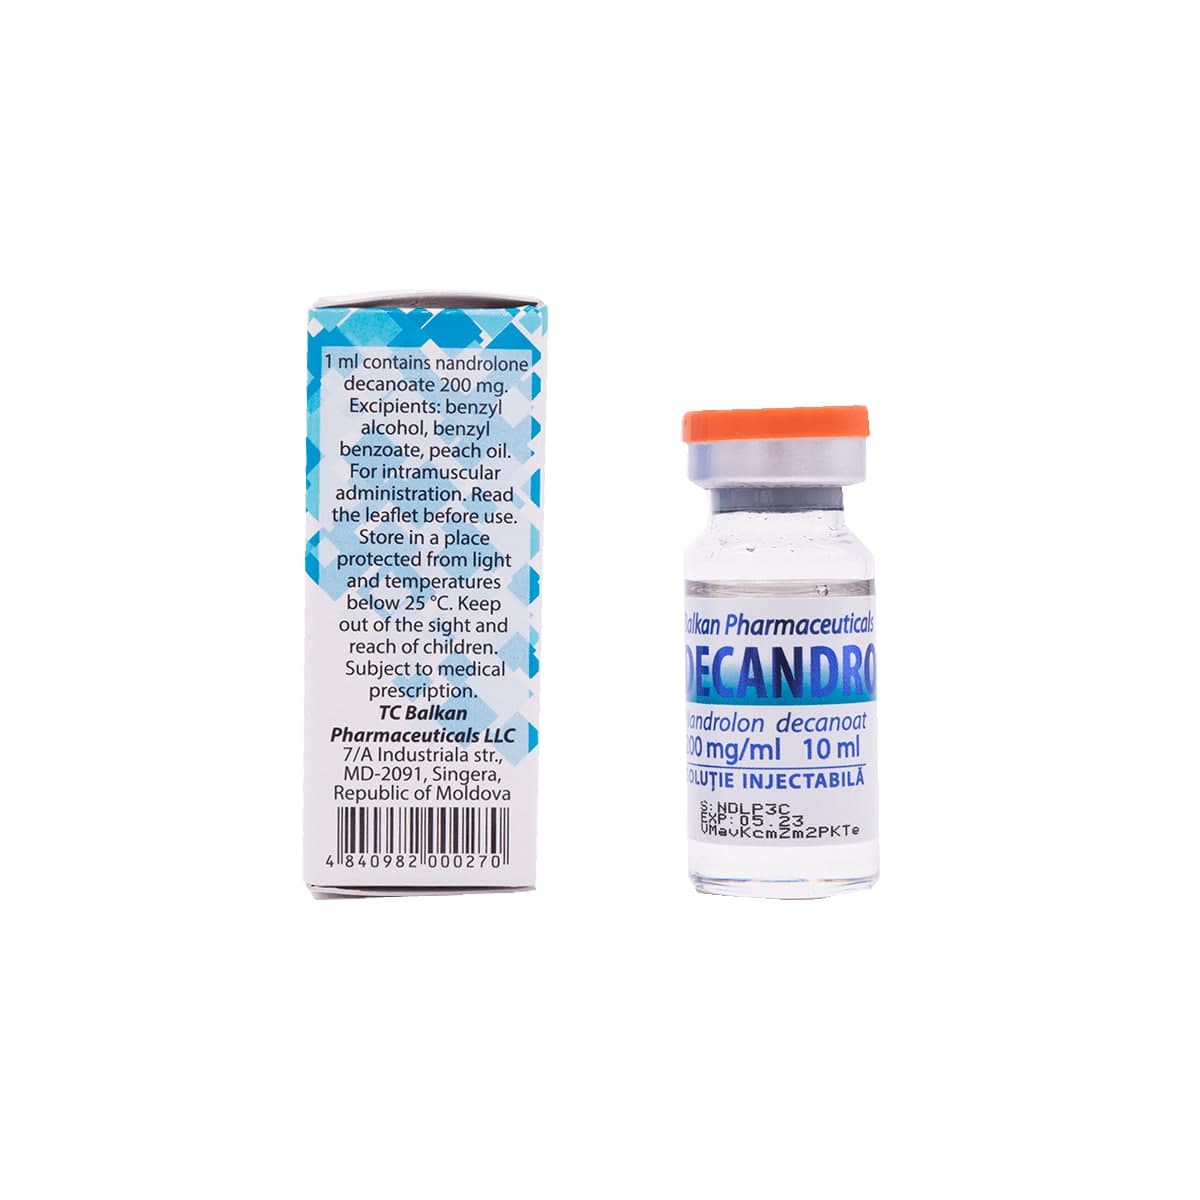 1 ml contains nandrolone
decanoate 200 mg.
Excipients: benzyl
alcohol, benzyl
benzoate, peach oil.
For intramuscular
administration. Read
the leaflet before use.
Store in a place
protected from light
and temperatures
below 25 °C. Keep
out of the sight and
reach of children.
Subject to medical
prescription.
TC Balkan
Pharmaceuticals LLC
7/A Industriala str.,
MD-2091, Singera,
Republic of Moldova
4 840982 000270
Balkan Pharmaceuticals
DECANDRO
Nandrolon decanoat
200 mg/ml 10 ml
SOLUŢIE INJECTABILĂ
S: NDLP3C
EXP: 05.23
VMavKcmZm2PKTe